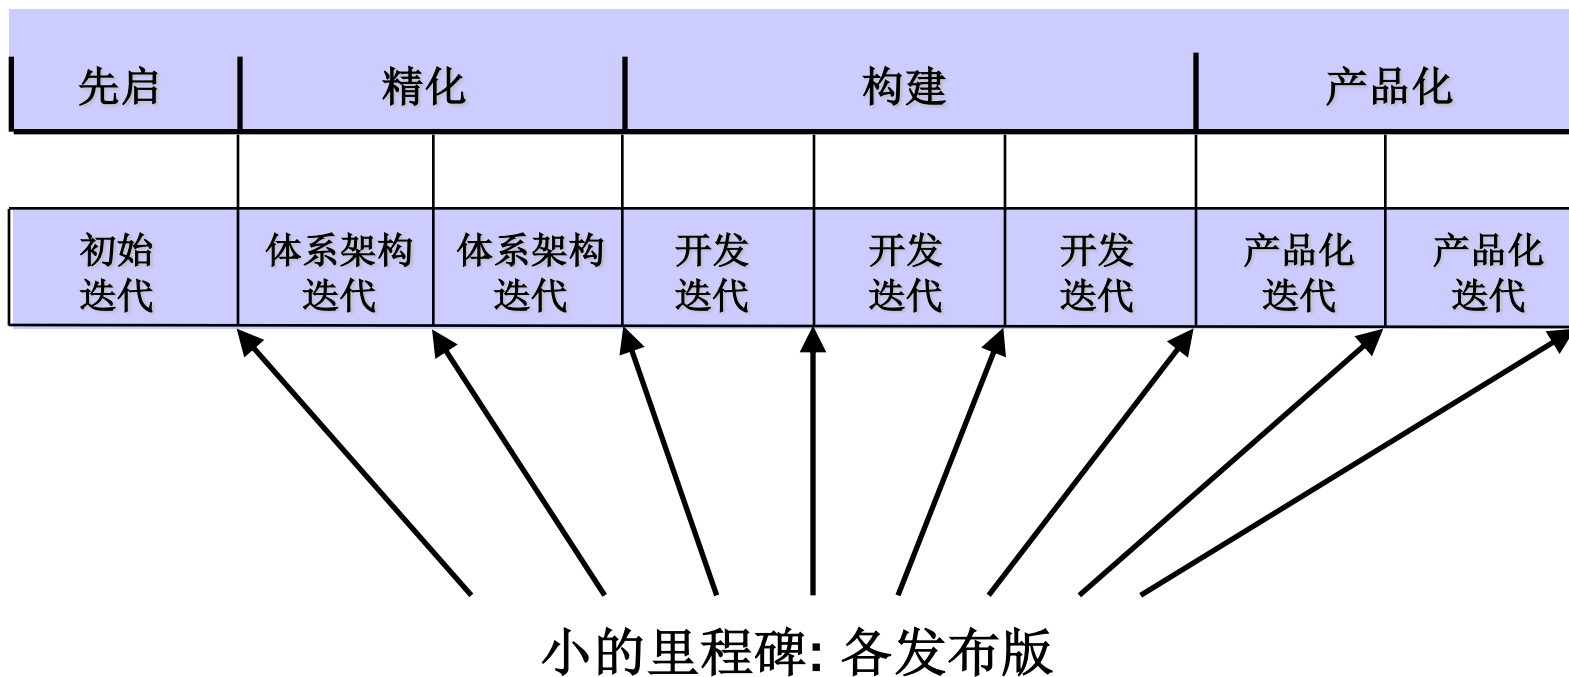 先启 精化 构建 产品化
初始 体系架构 体系架构 开发 开发 开发 产品化 产品化
迭代 迭代 迭代 迭代 迭代 迭代 迭代 迭代
小的里程碑: 各发布版